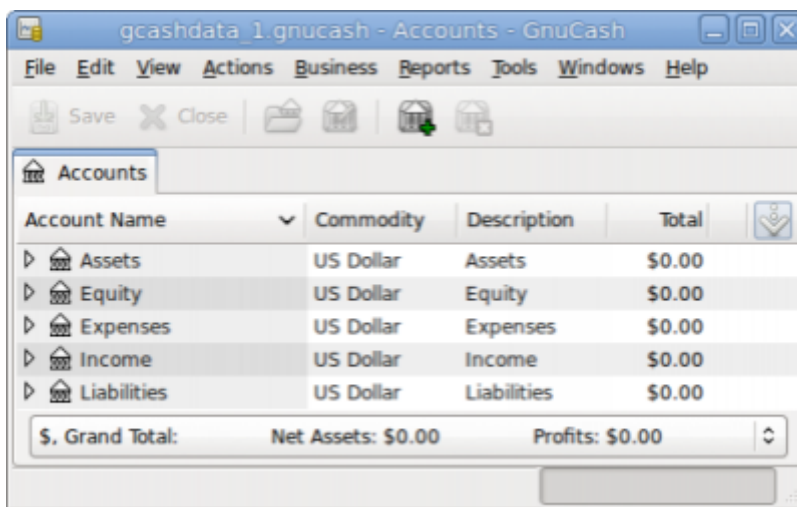 gcashdata_1.gnucash - Accounts - GnuCash
File Edit View Actions Business Reports Tools Windows Help
Save Close
Accounts
Account Name Commodity Description Total
Assets US Dollar Assets $0.00
Equity US Dollar Equity $0.00
Expenses US Dollar Expenses $0.00
Income US Dollar Income $0.00
Liabilities US Dollar Liabilities $0.00
$, Grand Total: Net Assets: $0.00 Profits: $0.00